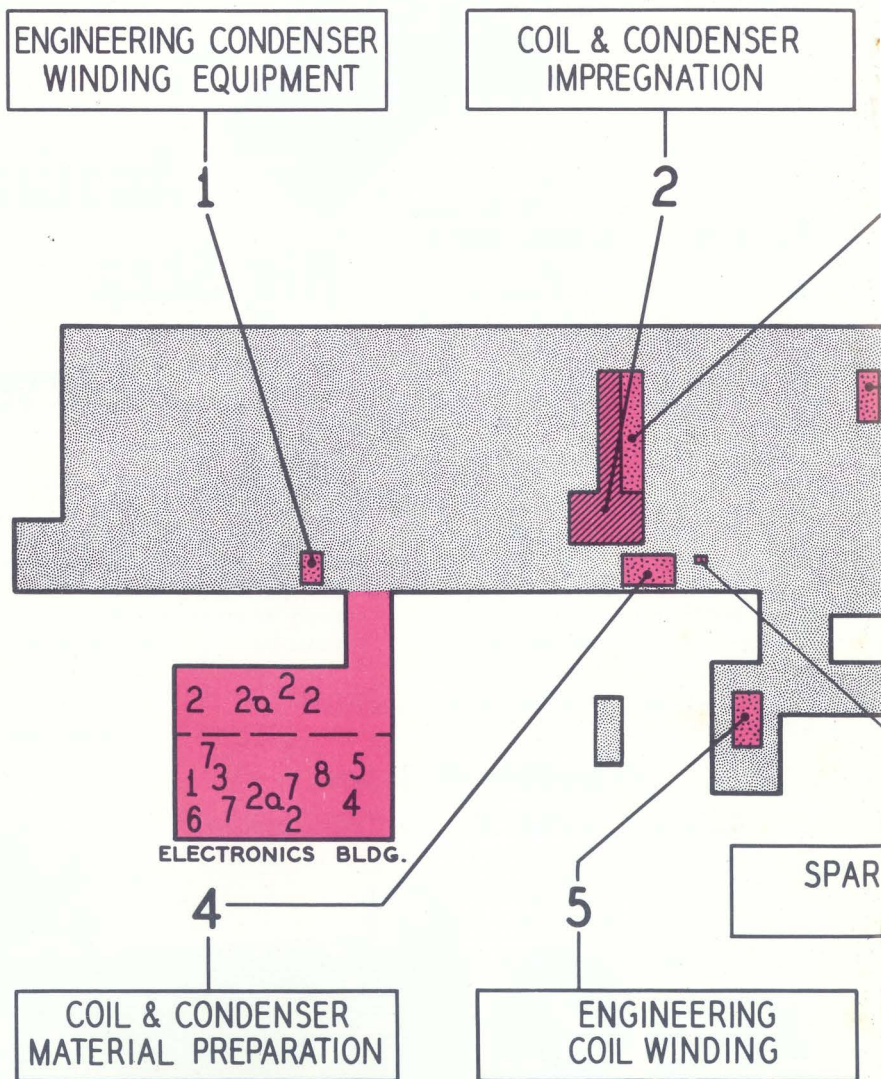 ENGINEERING CONDENSER
WINDING EQUIPMENT
COIL & CONDENSER
IMPREGNATION
1
2
2 2a 2 2
7
1 3 2a 7 8 5
6 7 2 4
ELECTRONICS BLDG.
SPAR
4
5
COIL & CONDENSER
MATERIAL PREPARATION
ENGINEERING
COIL WINDING